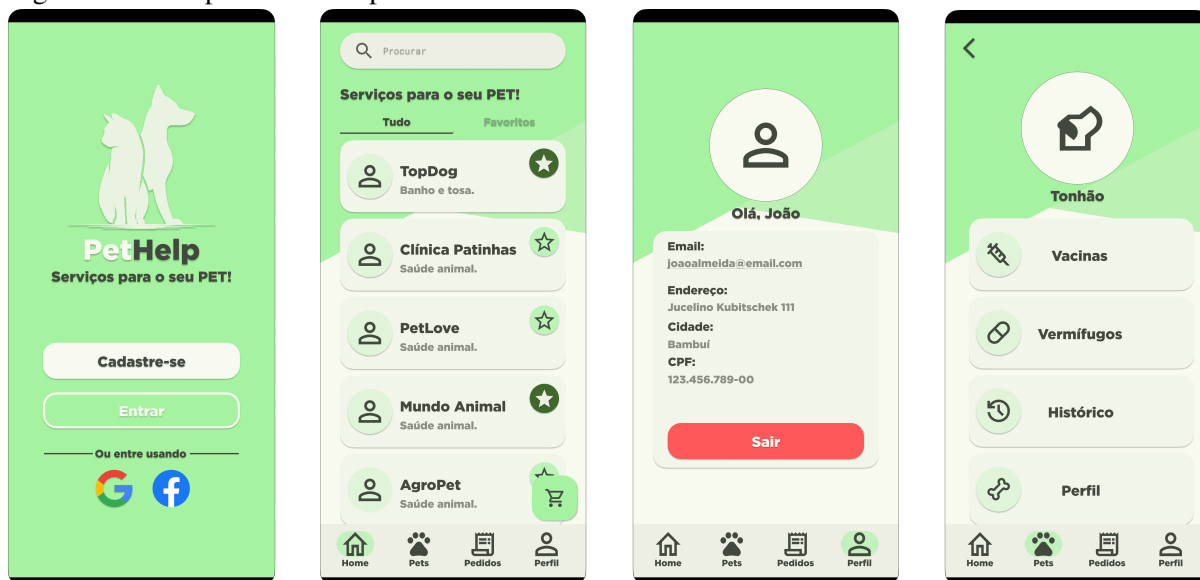 PetHelp
Serviços para o seu PET!
Cadastre-se
Entrar
Ou entre usando
Procurar
Serviços para o seu PET!
Tudo
Favoritos
TopDog
Banho e tosa.
Clínica Patinhas
Saúde animal.
PetLove
Saúde animal.
Mundo Animal
Saúde animal.
AgroPet
Saúde animal.
Home
Pets
Pedidos
Perfil
Olá, João
Email:
joaoalmeida@email.com
Endereço:
Jucelino Kubitschek 111
Cidade:
Bambuí
CPF:
123.456.789-00
Sair
Home
Pets
Pedidos
Perfil
Tonhão
Vacinas
Vermífugos
Histórico
Perfil
Home
Pets
Pedidos
Perfil